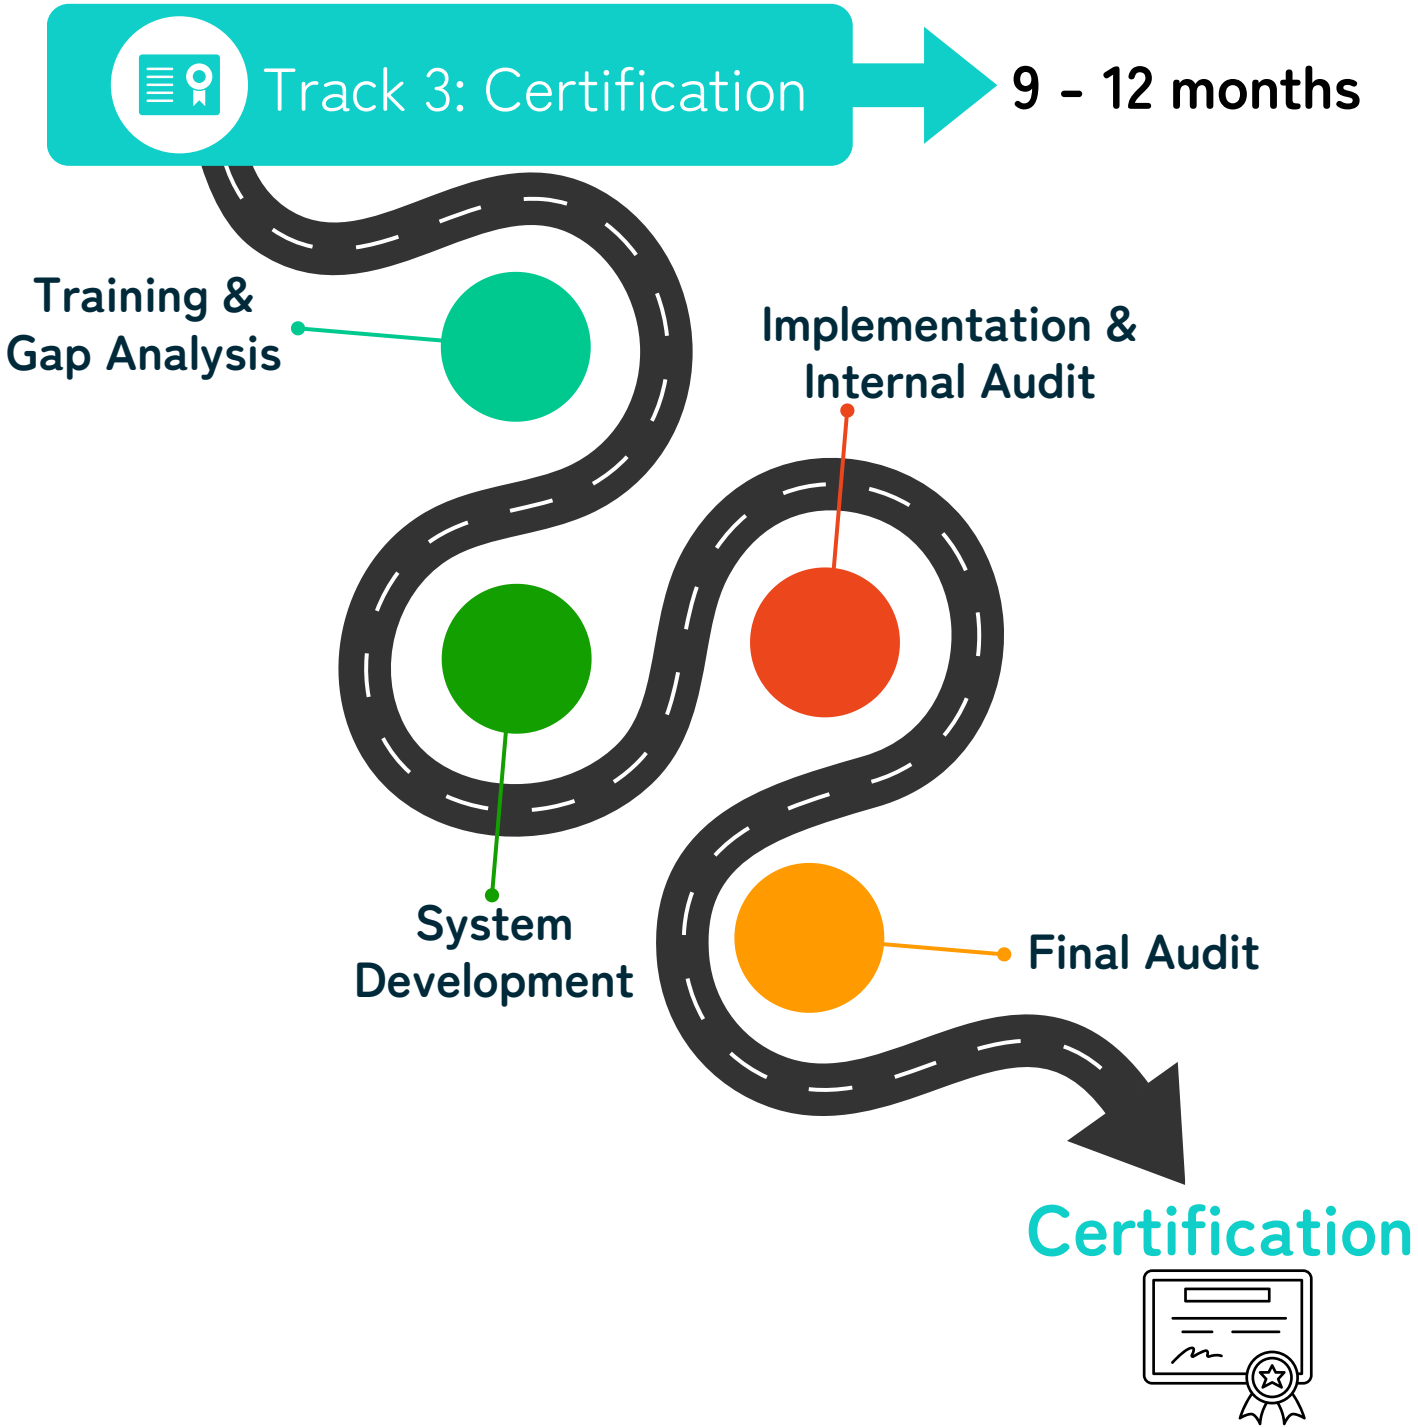 Track 3: Certification
9 - 12 months
Training &
Gap Analysis
Implementation &
Internal Audit
System
Development
Final Audit
Certification